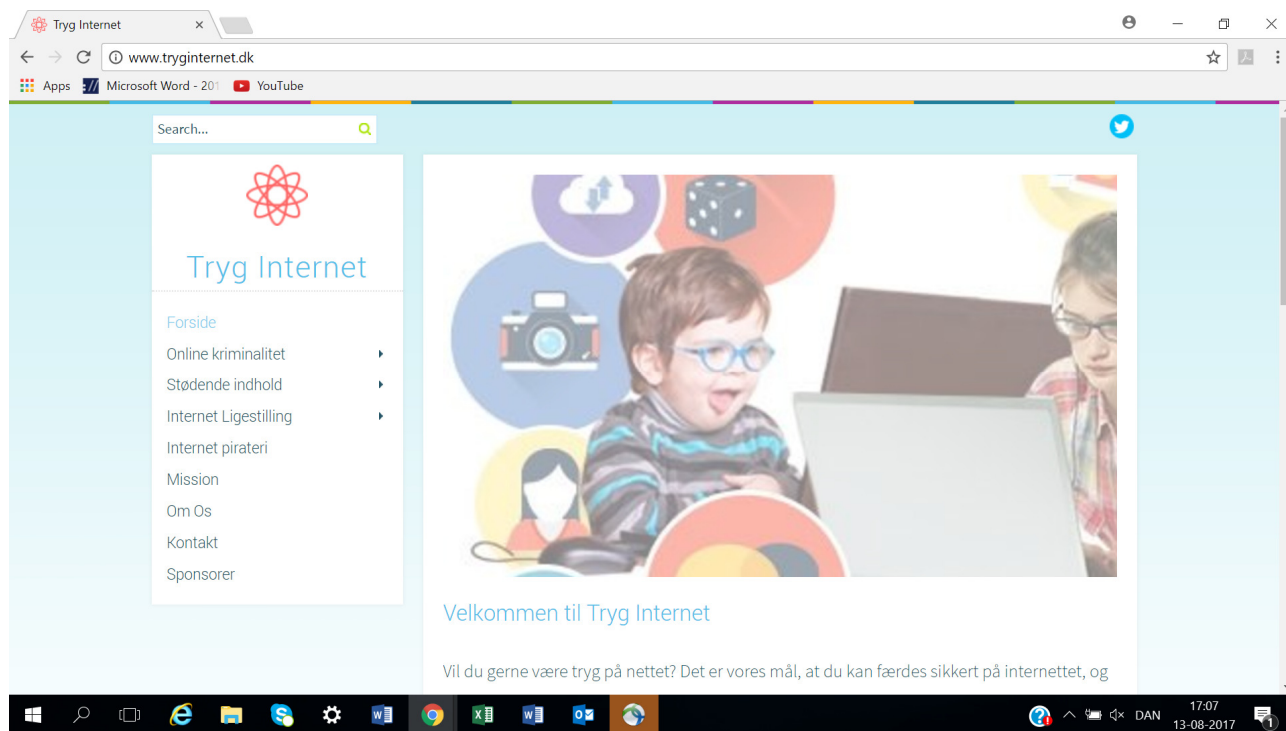 Tryg Internet
www.tryginternet.dk
Apps
Microsoft Word - 201
YouTube
Search...
Tryg Internet
Forside
Online kriminalitet
Stødende indhold
Internet Ligestilling
Internet pirateri
Mission
Om Os
Kontakt
Sponsorer
Velkommen til Tryg Internet
Vil du gerne være tryg på nettet? Det er vores mål, at du kan færdes sikkert på internettet, og
DAN
17:07
13-08-2017
1